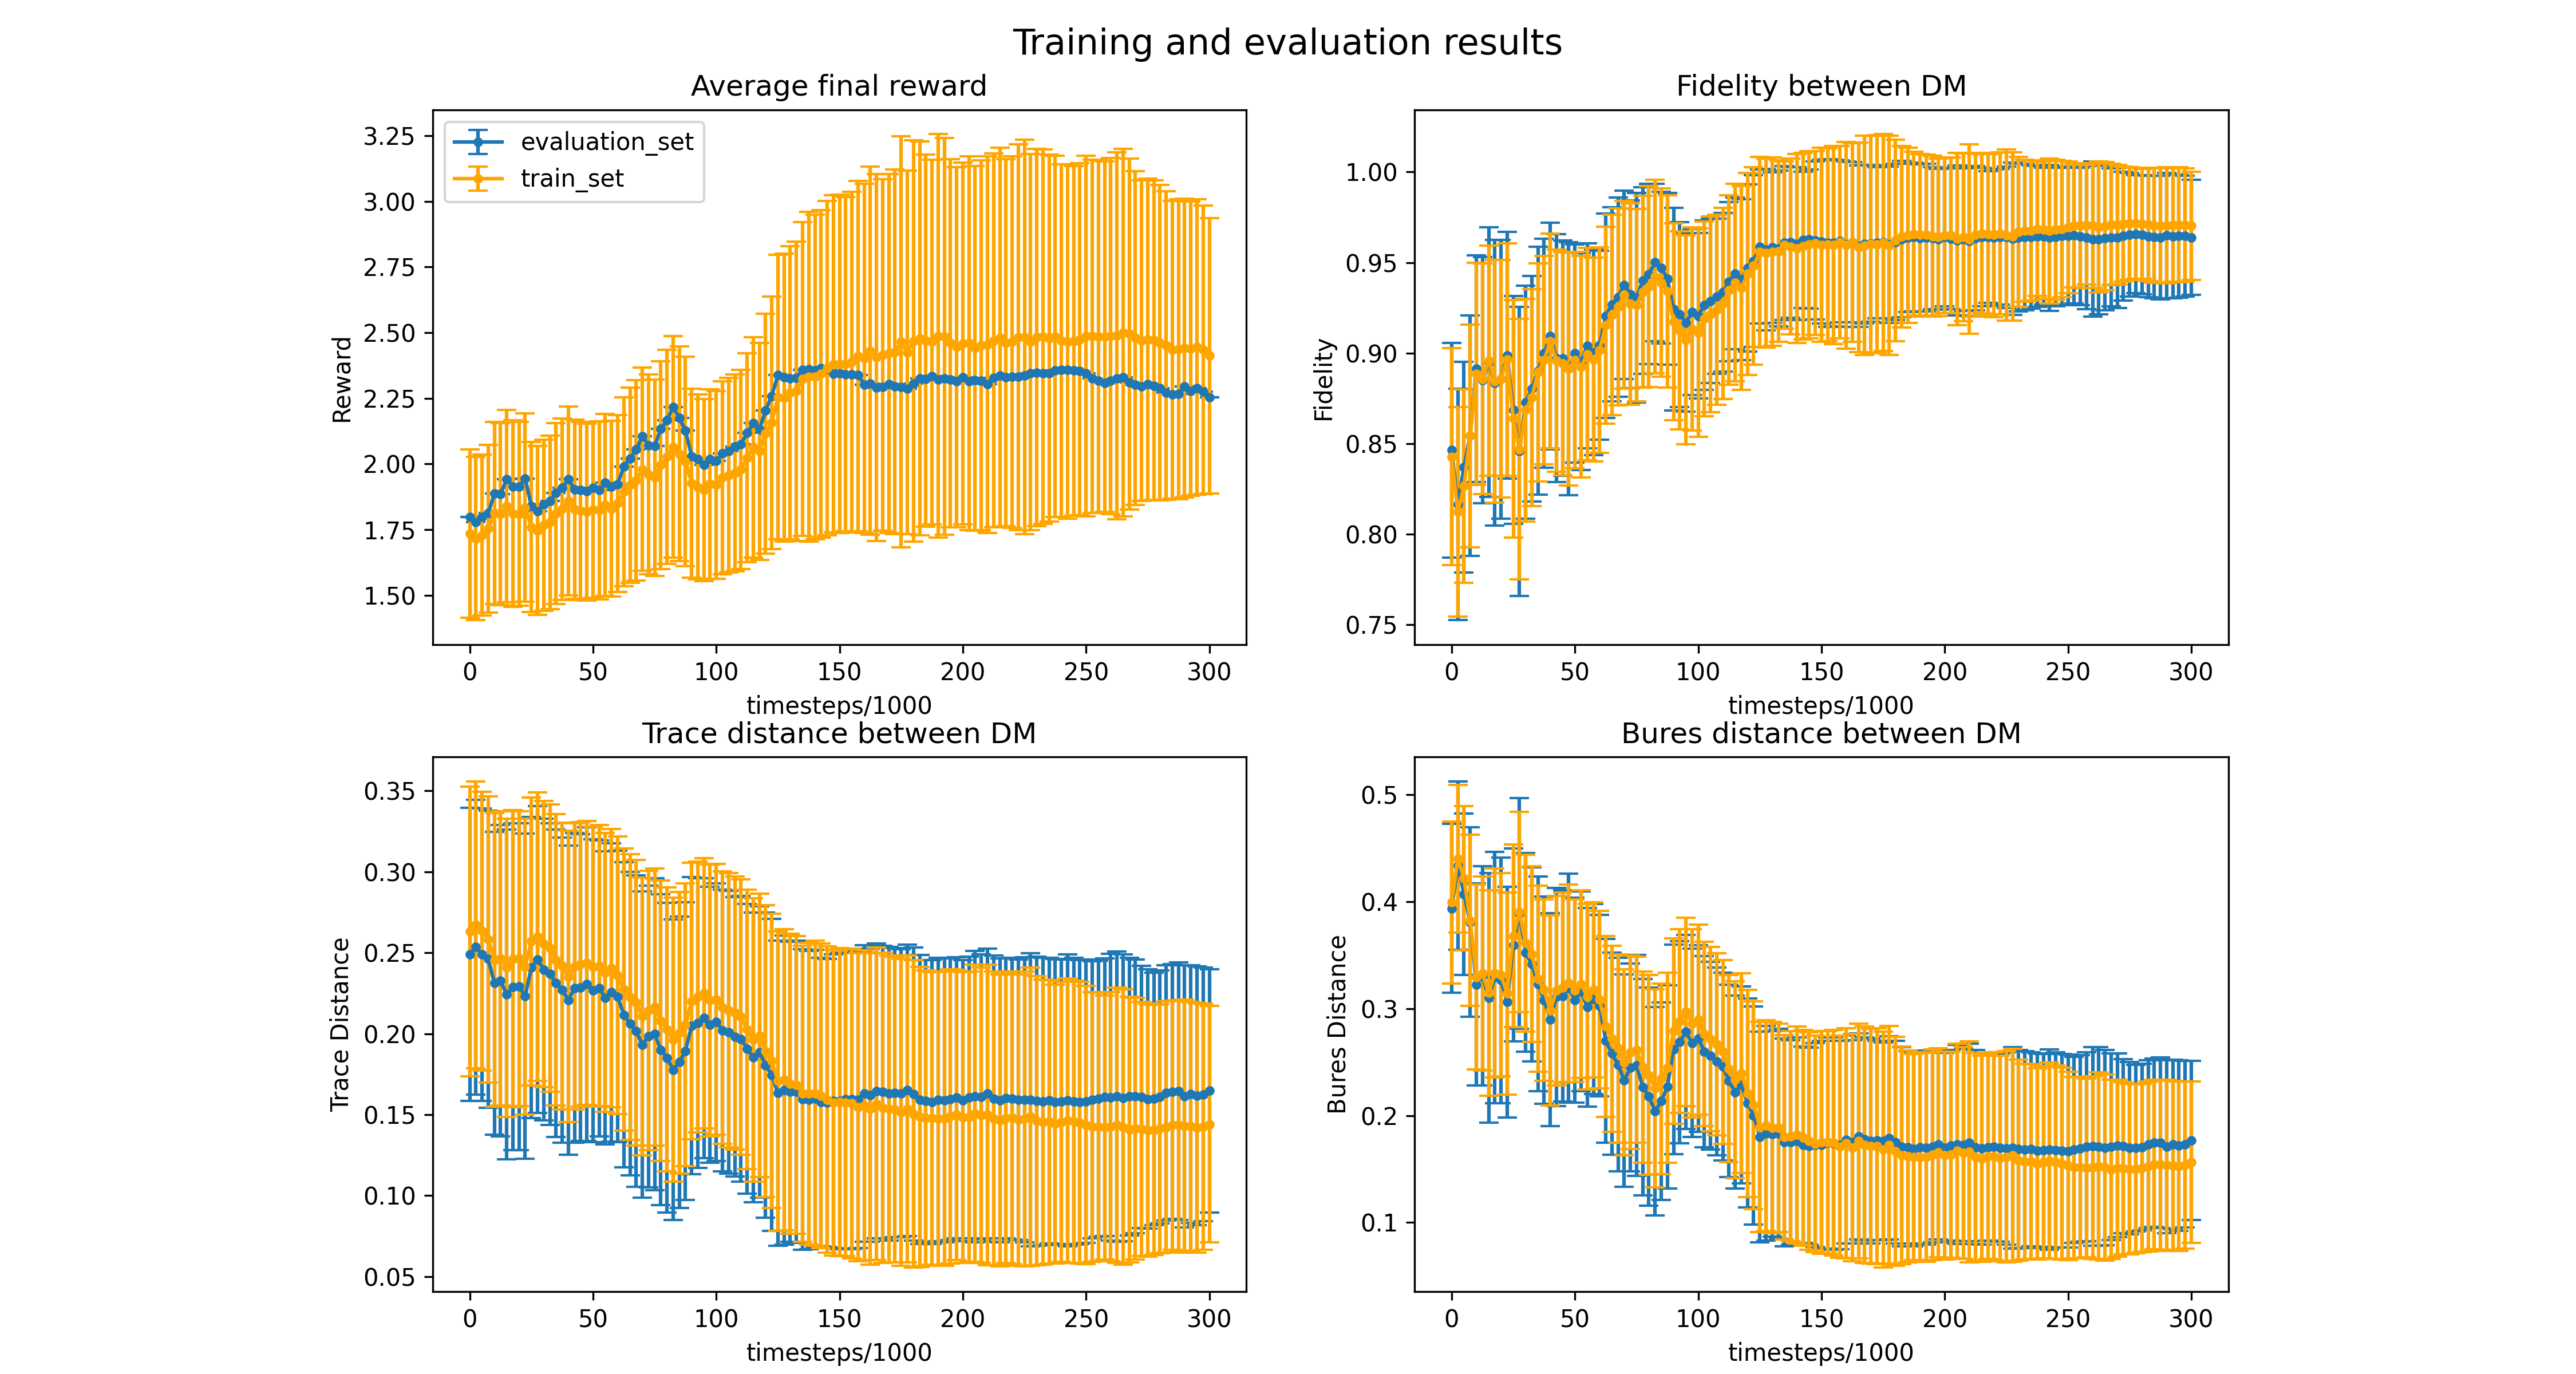 Training and evaluation results
Average final reward
evaluation_set
train_set
3.25
3.00
2.75
2.50
2.25
2.00
1.75
1.50
Reward
0 50 100 150 200 250 300
timesteps/1000
Fidelity between DM
1.00
0.95
0.90
0.85
0.80
0.75
Fidelity
0 50 100 150 200 250 300
timesteps/1000
Trace distance between DM
0.35
0.30
0.25
0.20
0.15
0.10
0.05
Trace Distance
0 50 100 150 200 250 300
timesteps/1000
Bures distance between DM
0.5
0.4
0.3
0.2
0.1
Bures Distance
0 50 100 150 200 250 300
timesteps/1000